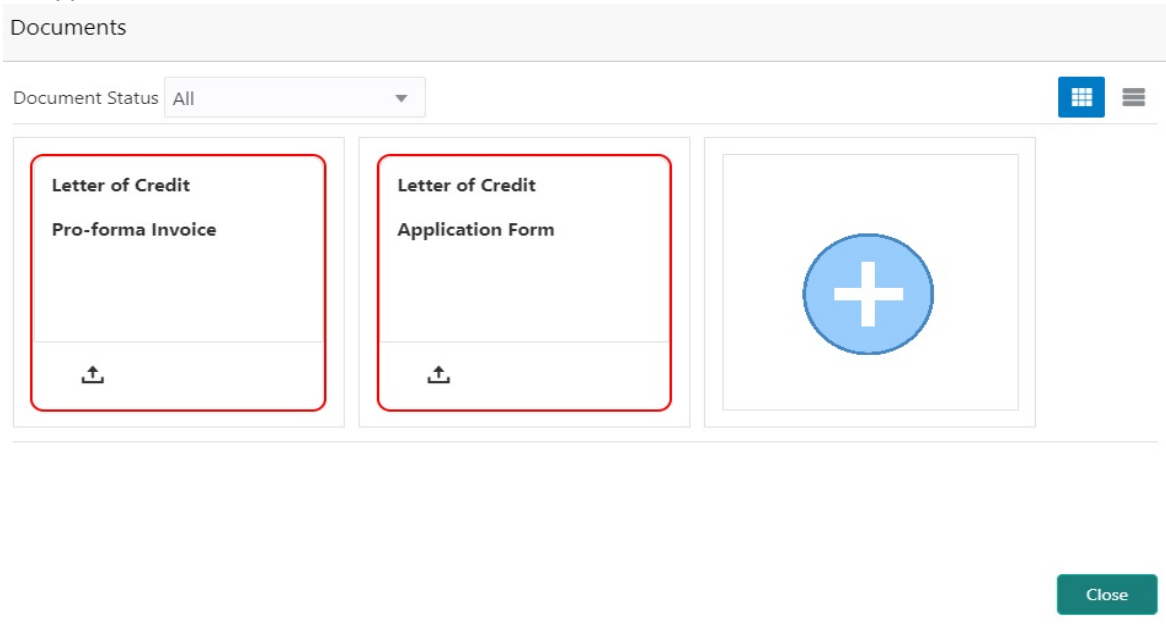 Documents
Document Status All
Letter of Credit
Pro-forma Invoice
Letter of Credit
Application Form
Close